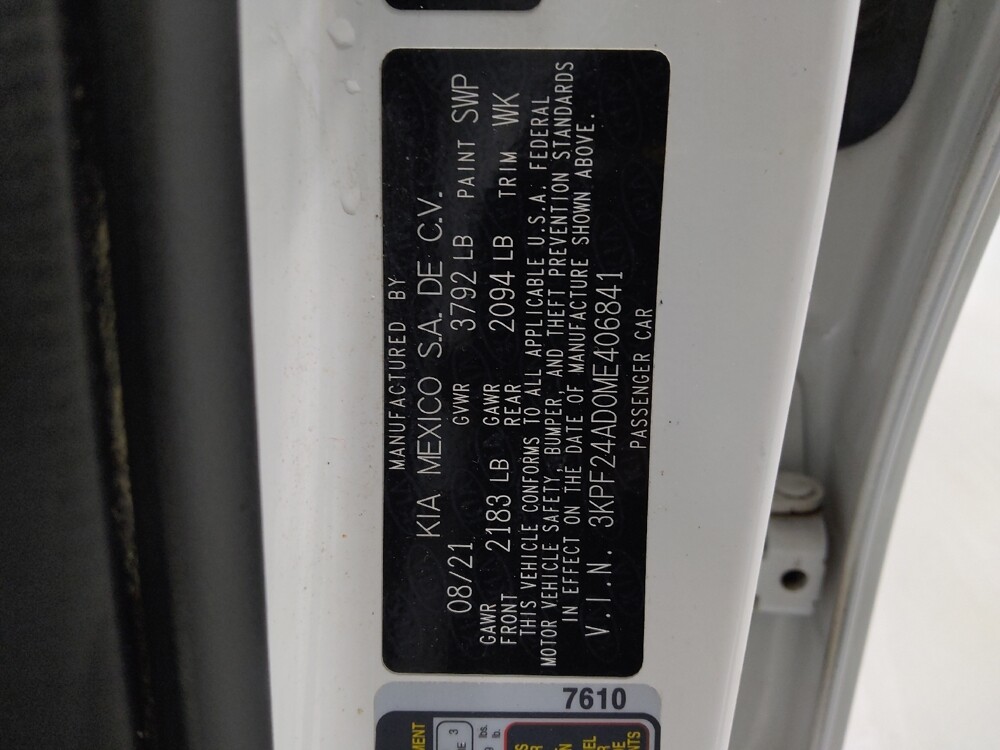 MANUFACTURED BY
KIA MEXICO S.A. DE C.V.
08/21 GVWR 3792 LB PAINT SWP
GAWR FRONT 2183 LB GAWR REAR 2094 LB TRIM WK
THIS VEHICLE CONFORMS TO ALL APPLICABLE U.S.A. FEDERAL
MOTOR VEHICLE SAFETY, BUMPER, AND THEFT PREVENTION STANDARDS
IN EFFECT ON THE DATE OF MANUFACTURE SHOWN ABOVE.
V.I.N. 3KPF24AD0ME406841
PASSENGER CAR
7610